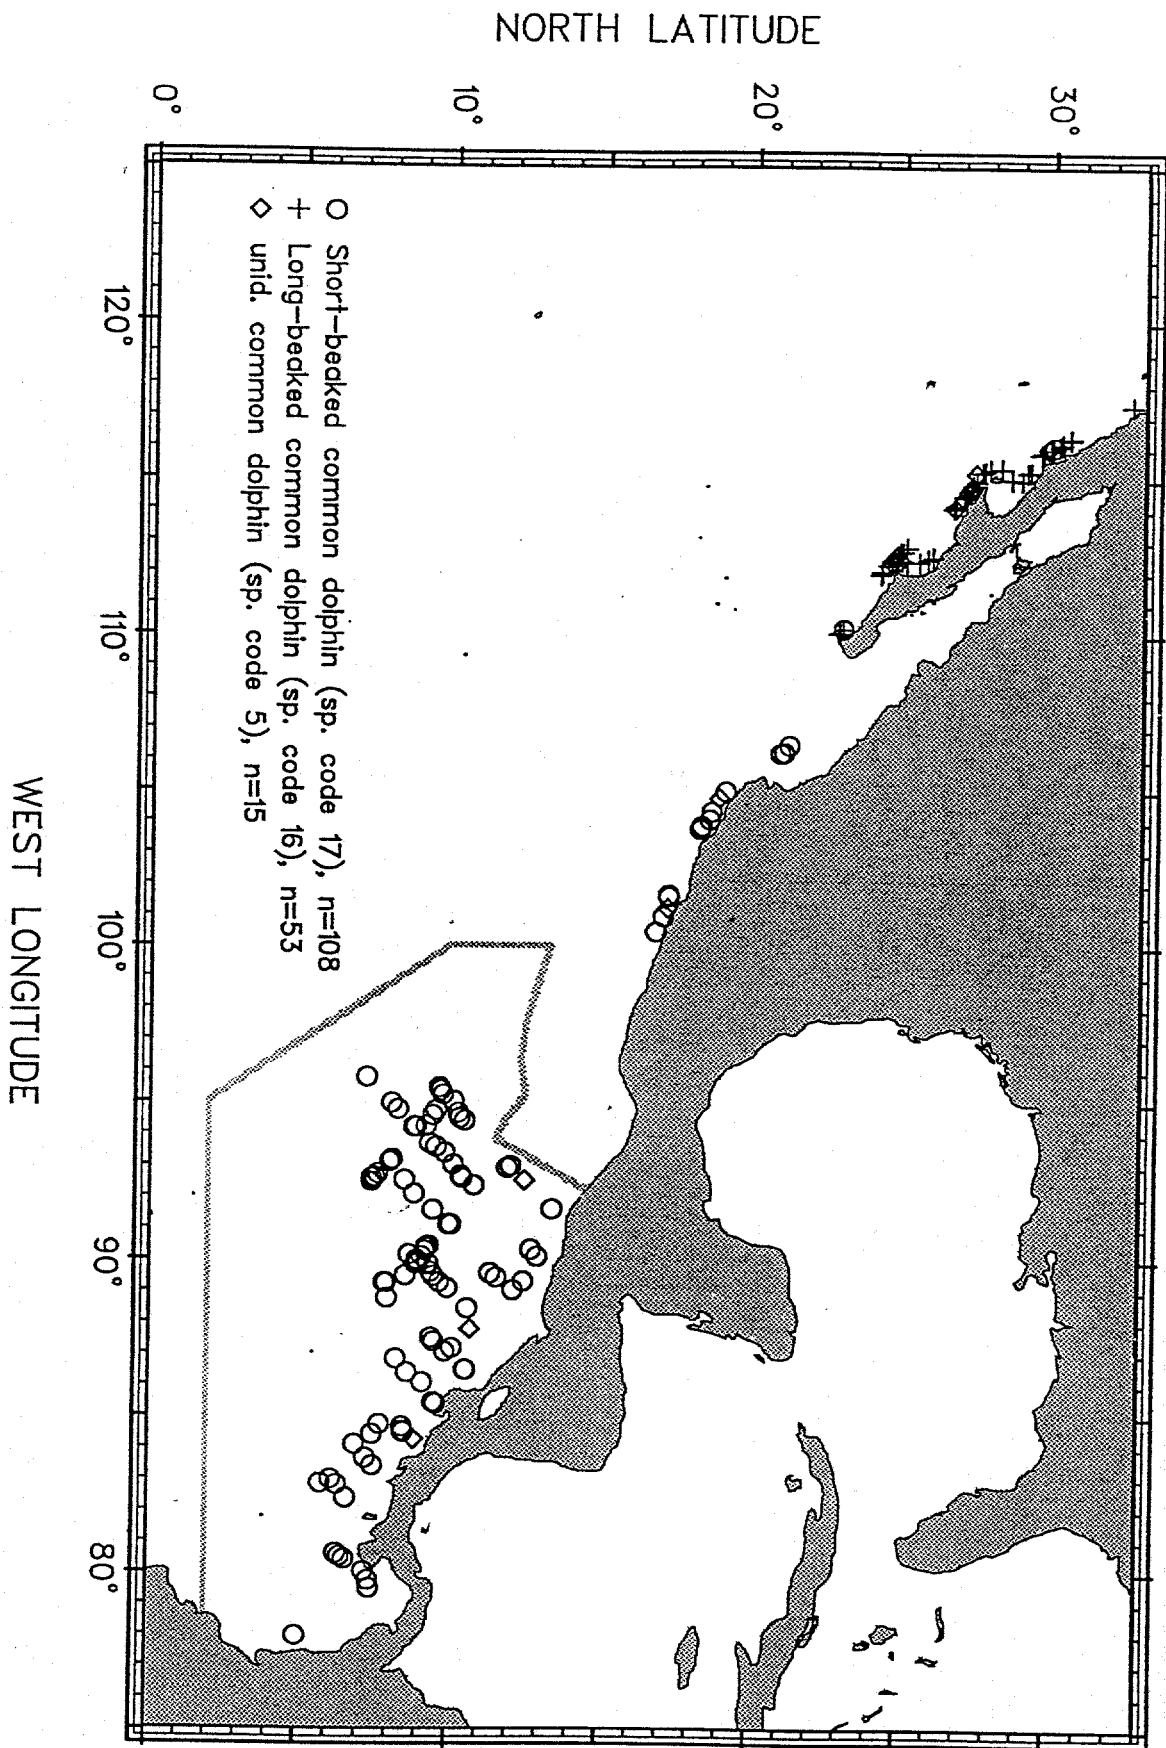 NORTH LATITUDE
0°
10°
20°
30°
O Short-beaked common dolphin (sp. code 17), n=108
+ Long-beaked common dolphin (sp. code 16), n=53
◇ unid. common dolphin (sp. code 5), n=15
120°
110°
100°
90°
80°
WEST LONGITUDE